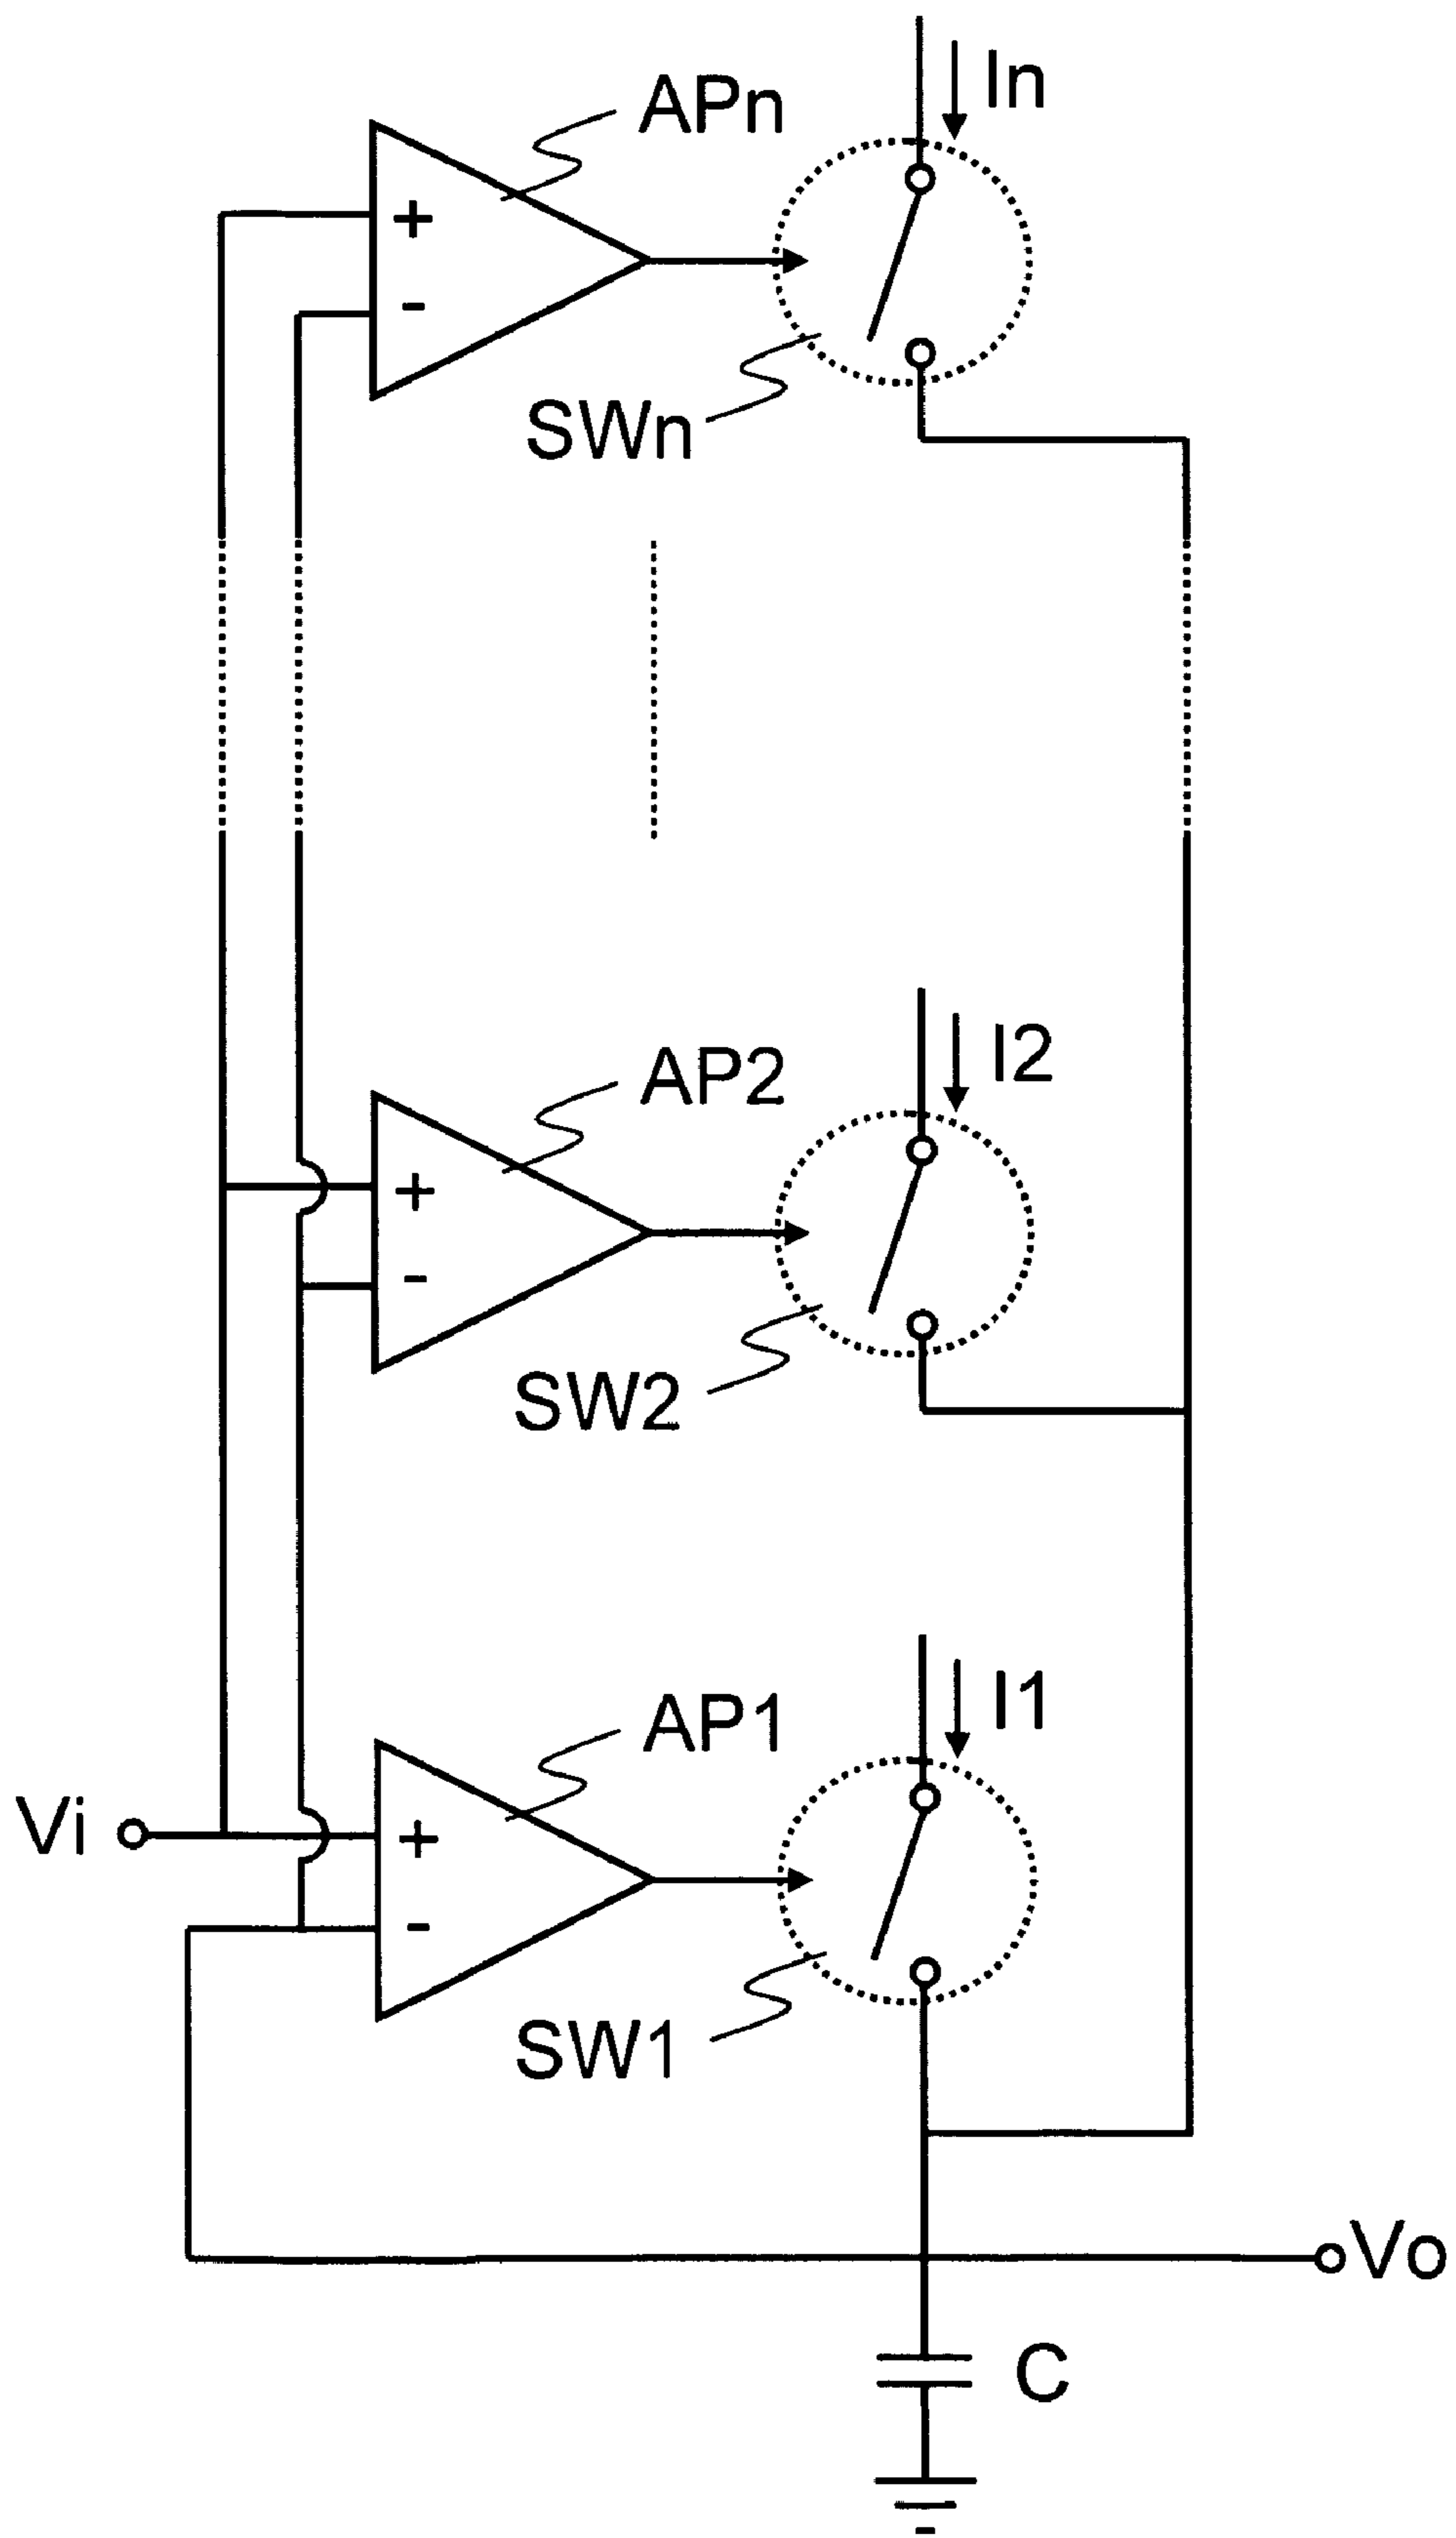 APn
In
+
-
SWn
AP2
I2
+
-
SW2
AP1
I1
Vi
+
-
SW1
Vo
C